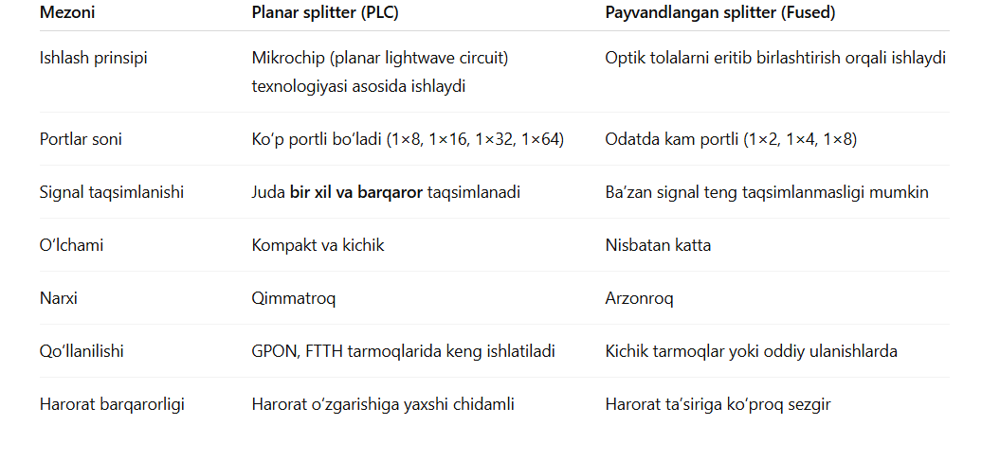 Mezoni Planar splitter (PLC) Payvandlangan splitter (Fused)
Ishlash prinsipi Mikrochip (planar lightwave circuit) Optik tolalarni eritib birlashtirish orqali ishlaydi
texnologiyasi asosida ishlaydi
Portlar soni Ko‘p portli bo‘ladi (1×8, 1×16, 1×32, 1×64) Odatda kam portli (1×2, 1×4, 1×8)
Signal taqsimlanishi Juda bir xil va barqaror taqsimlanadi Ba’zan signal teng taqsimlanmasligi mumkin
O‘lchami Kompakt va kichik Nisbatan katta
Narxi Qimmatroq Arzonroq
Qo‘llanilishi GPON, FTTH tarmoqlarida keng ishlatiladi Kichik tarmoqlar yoki oddiy ulanishlarda
Harorat barqarorligi Harorat o‘zgarishiga yaxshi chidamli Harorat ta’siriga ko‘proq sezgir